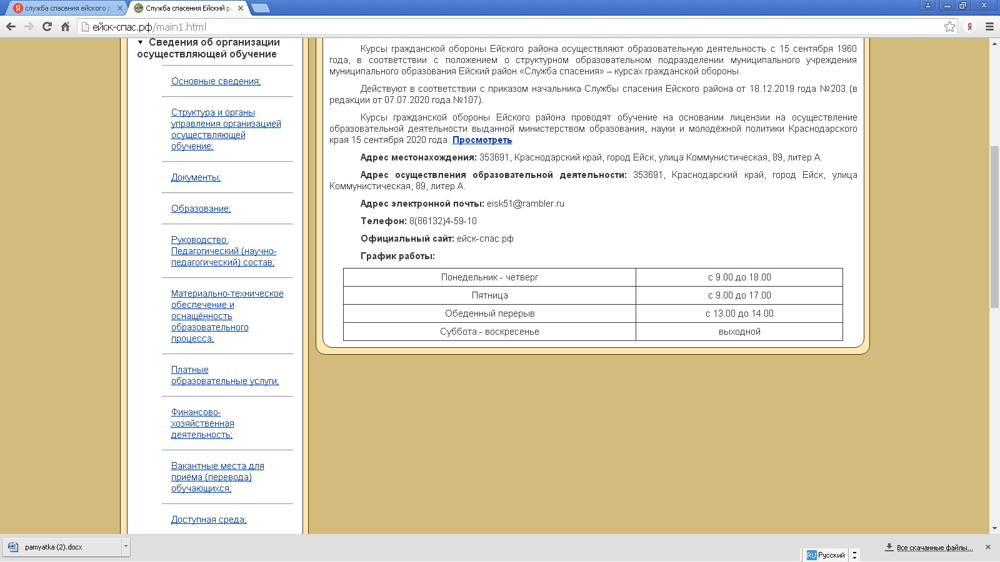 служба спасения ейского р
Служба спасения Ейский ра
ейск-спас.рф/main1.html
Сведения об организации
осуществляющей обучение
Основные сведения;
Структура и органы
управления организацией
осуществляющей
обучение;
Документы;
Образование;
Руководство.
Педагогический (научно-
педагогический) состав;
Материально-техническое
обеспечение и
оснащённость
образовательного
процесса;
Платные
образовательные услуги;
Финансово-
хозяйственная
деятельность;
Вакантные места для
приёма (перевода)
обучающихся;
Доступная среда;
Курсы гражданской обороны Ейского района осуществляют образовательную деятельность с 15 сентября 1960
года, в соответствии с положением о структурном образовательном подразделении муниципального учреждения
муниципального образования Ейский район «Служба спасения» – курсах гражданской обороны.
Действуют в соответствии с приказом начальника Службы спасения Ейского района от 18.12.2019 года №203 (в
редакции от 07.07.2020 года №107).
Курсы гражданской обороны Ейского района проводят обучение на основании лицензии на осуществление
образовательной деятельности выданной министерством образования, науки и молодёжной политики Краснодарского
края 15 сентября 2020 года. Просмотреть
Адрес местонахождения: 353691, Краснодарский край, город Ейск, улица Коммунистическая, 89, литер А.
Адрес осуществления образовательной деятельности: 353691, Краснодарский край, город Ейск, улица
Коммунистическая, 89, литер А.
Адрес электронной почты: eisk51@rambler.ru
Телефон: 8(86132)4-59-10
Официальный сайт: ейск-спас.рф
График работы:
Понедельник - четверг с 9.00 до 18.00
Пятница с 9.00 до 17.00
Обеденный перерыв с 13.00 до 14.00
Суббота - воскресенье выходной
pamyatka (2).docx
RU Русский
Все скачанные файлы...